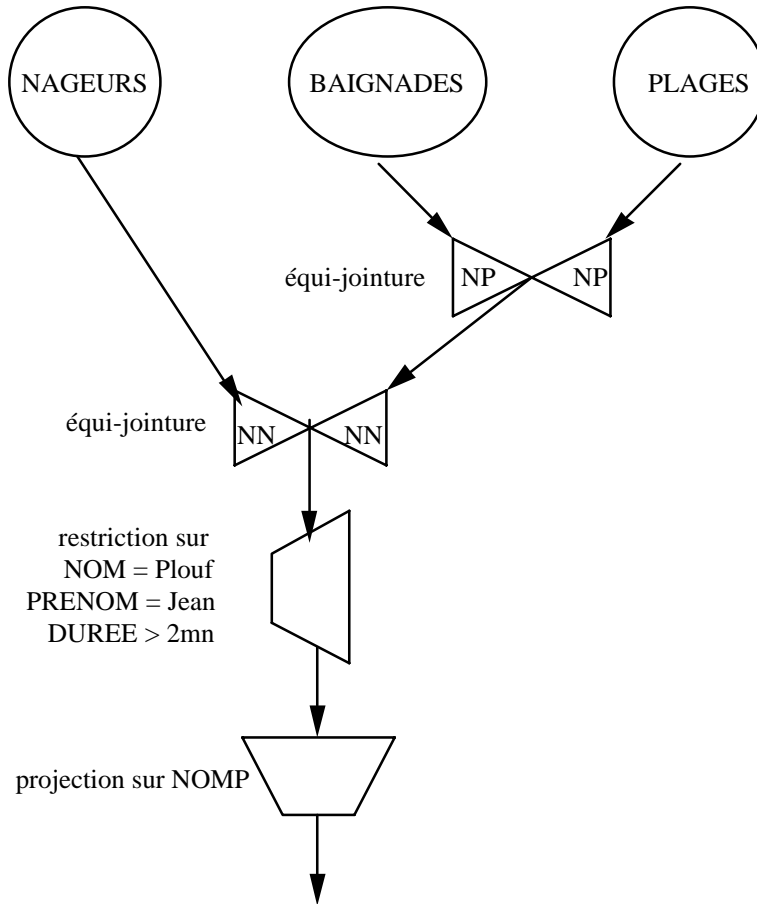 NAGEURS
BAIGNADES
PLAGES
équi-jointure
NP
NP
équi-jointure
NN
NN
restriction sur
NOM = Plouf
PRENOM = Jean
DUREE > 2mn
projection sur NOMP